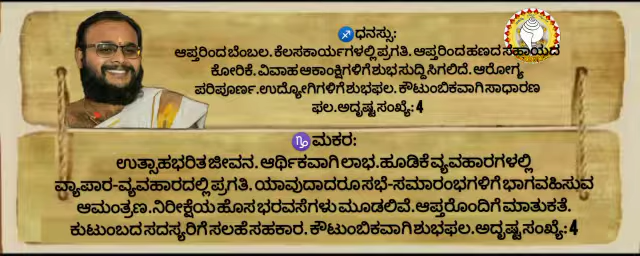 ♐ಧನಸ್ಸು:
ಆಪ್ತರಿಂದ ಬೆಂಬಲ. ಕೆಲಸಕಾರ್ಯಗಳಲ್ಲಿ ಪ್ರಗತಿ. ಆಪ್ತರಿಂದ ಹಣದ ಸಹಾಯದ
ಕೋರಿಕೆ. ವಿವಾಹ ಆಕಾಂಕ್ಷಿಗಳಿಗೆ ಶುಭ ಸುದ್ದಿ ಸಿಗಲಿದೆ. ಆರೋಗ್ಯ
ಪರಿಪೂರ್ಣ.ಉದ್ಯೋಗಿಗಳಿಗೆ ಶುಭಫಲ. ಕೌಟುಂಬಿಕವಾಗಿ ಸಾಧಾರಣ
ಫಲ.ಅದೃಷ್ಟ ಸಂಖ್ಯೆ: 4
♑ಮಕರ:
ಉತ್ಸಾಹಭರಿತ ಜೀವನ. ಆರ್ಥಿಕವಾಗಿ ಲಾಭ. ಹೂಡಿಕೆ ವ್ಯವಹಾರಗಳಲ್ಲಿ
ವ್ಯಾಪಾರ-ವ್ಯವಹಾರದಲ್ಲಿ ಪ್ರಗತಿ. ಯಾವುದಾದರೂ ಸಭೆ-ಸಮಾರಂಭಗಳಿಗೆ ಭಾಗವಹಿಸುವ
ಆಮಂತ್ರಣ.ನಿರೀಕ್ಷೆಯ ಹೊಸ ಭರವಸೆಗಳು ಮೂಡಲಿವೆ.ಆಪ್ತರೊಂದಿಗೆ ಮಾತುಕತೆ.
ಕುಟುಂಬದ ಸದಸ್ಯರಿಗೆ ಸಲಹೆ ಸಹಕಾರ. ಕೌಟುಂಬಿಕವಾಗಿ ಶುಭಫಲ.ಅದೃಷ್ಟ ಸಂಖ್ಯೆ: 4